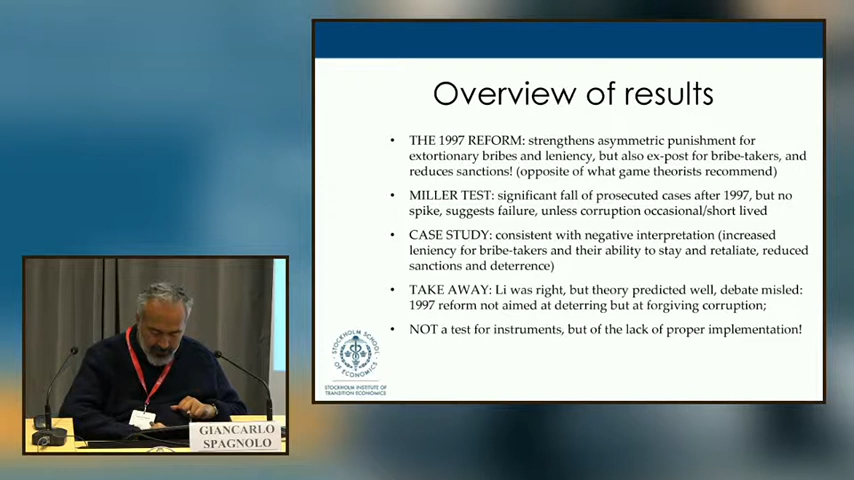 Overview of results
• THE 1997 REFORM: strengthens asymmetric punishment for
extortionary bribes and leniency, but also ex-post for bribe-takers, and
reduces sanctions! (opposite of what game theorists recommend)
• MILLER TEST: significant fall of prosecuted cases after 1997, but no
spike, suggests failure, unless corruption occasional/short lived
• CASE STUDY: consistent with negative interpretation (increased
leniency for bribe-takers and their ability to stay and retaliate, reduced
sanctions and deterrence)
• TAKE AWAY: Li was right, but theory predicted well, debate misled:
1997 reform not aimed at deterring but at forgiving corruption;
• NOT a test for instruments, but of the lack of proper implementation!
STOCKHOLM SCHOOL
OF ECONOMICS
STOCKHOLM INSTITUTE OF
TRANSITION ECONOMICS
GIANCARLO
SPAGNOLO